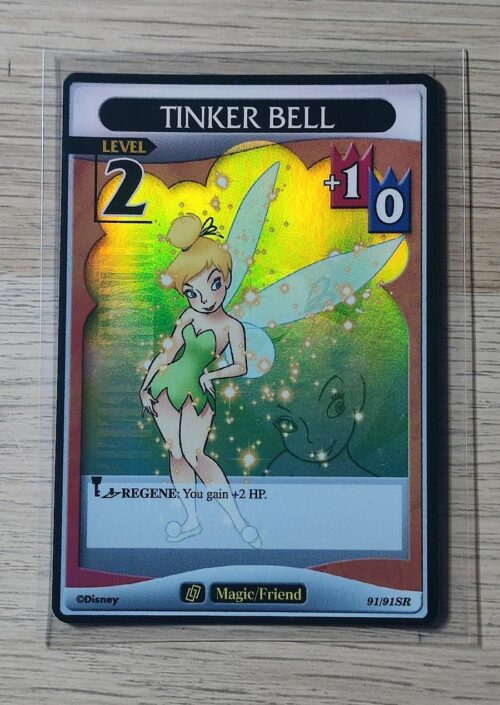 TINKER BELL
LEVEL
2
+1
0
REGENE: You gain +2 HP.
©Disney
Magic/Friend
91/91SR